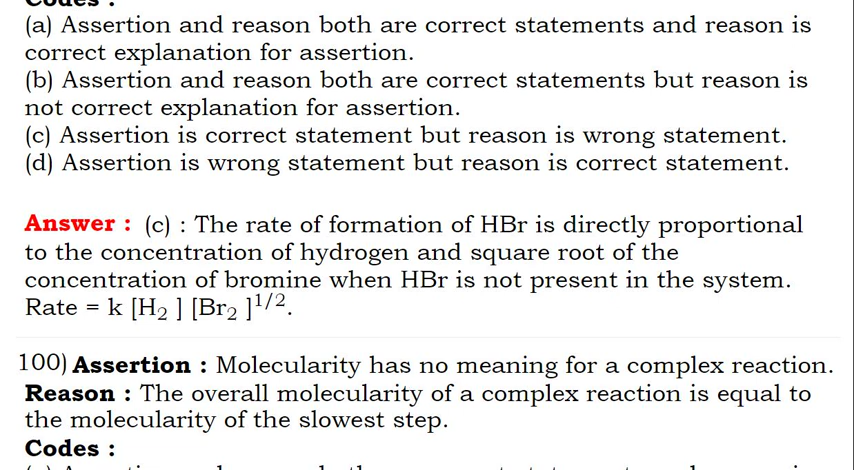 Codes :
(a) Assertion and reason both are correct statements and reason is
correct explanation for assertion.
(b) Assertion and reason both are correct statements but reason is
not correct explanation for assertion.
(c) Assertion is correct statement but reason is wrong statement.
(d) Assertion is wrong statement but reason is correct statement.
Answer : (c) : The rate of formation of HBr is directly proportional
to the concentration of hydrogen and square root of the
concentration of bromine when HBr is not present in the system.
Rate = k [H₂ ] [Br₂ ]¹/².
100) Assertion : Molecularity has no meaning for a complex reaction.
Reason : The overall molecularity of a complex reaction is equal to
the molecularity of the slowest step.
Codes :